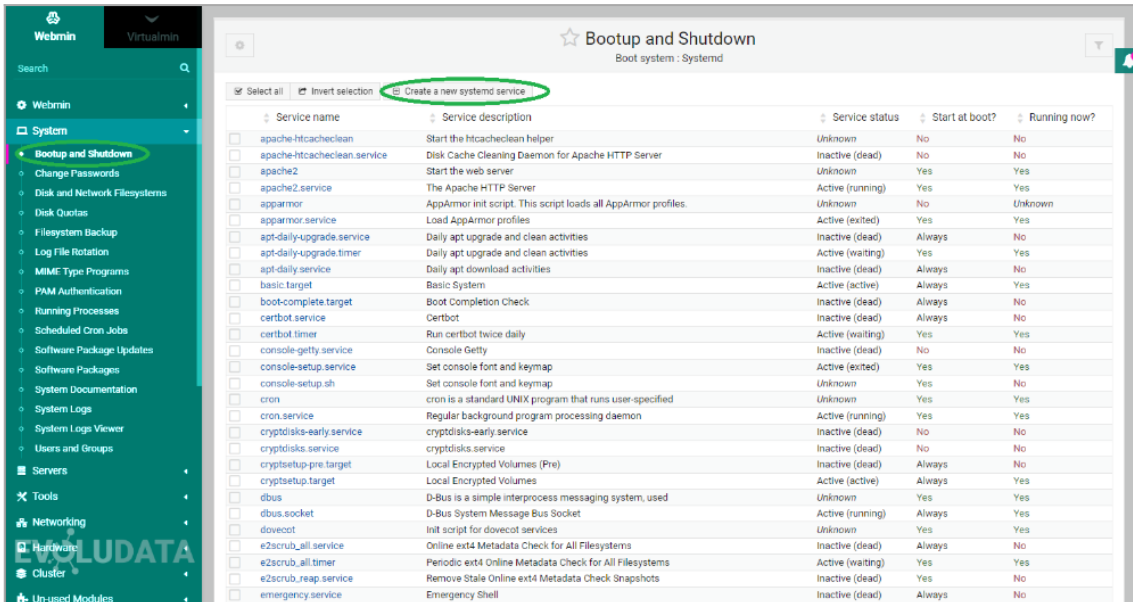 Webmin
Virtualmin
Search
Webmin
System
Bootup and Shutdown
Change Passwords
Disk and Network Filesystems
Disk Quotas
Filesystem Backup
Log File Rotation
MIME Type Programs
PAM Authentication
Running Processes
Scheduled Cron Jobs
Software Package Updates
Software Packages
System Documentation
System Logs
System Logs Viewer
Users and Groups
Servers
Tools
Networking
Hardware
EVOLUDATA
Cluster
Un-used Modules
Bootup and Shutdown
Boot system : Systemd
Select all Invert selection Create a new systemd service
Service name Service description Service status Start at boot? Running now?
apache-htcacheclean Start the htcacheclean helper Unknown No No
apache-htcacheclean.service Disk Cache Cleaning Daemon for Apache HTTP Server Inactive (dead) No No
apache2 Start the web server Unknown Yes Yes
apache2.service The Apache HTTP Server Active (running) Yes Yes
apparmor AppArmor init script. This script loads all AppArmor profiles. Unknown No Unknown
apparmor.service Load AppArmor profiles Active (exited) Yes Yes
apt-daily-upgrade.service Daily apt upgrade and clean activities Inactive (dead) Always No
apt-daily-upgrade.timer Daily apt upgrade and clean activities Active (waiting) Yes Yes
apt-daily.service Daily apt download activities Inactive (dead) Always No
basic.target Basic System Active (active) Always Yes
boot-complete.target Boot Completion Check Inactive (dead) Always No
certbot.service Certbot Inactive (dead) Always No
certbot.timer Run certbot twice daily Active (waiting) Yes Yes
console-getty.service Console Getty Inactive (dead) No No
console-setup.service Set console font and keymap Active (exited) Yes Yes
console-setup.sh Set console font and keymap Unknown Yes No
cron cron is a standard UNIX program that runs user-specified Unknown Yes Yes
cron.service Regular background program processing daemon Active (running) Yes Yes
cryptdisks-early.service cryptdisks-early.service Inactive (dead) No No
cryptdisks.service cryptdisks.service Inactive (dead) No No
cryptsetup-pre.target Local Encrypted Volumes (Pre) Inactive (dead) Always No
cryptsetup.target Local Encrypted Volumes Active (active) Always Yes
dbus D-Bus is a simple interprocess messaging system, used Unknown Yes Yes
dbus.socket D-Bus System Message Bus Socket Active (running) Always Yes
dovecot Init script for dovecot services Unknown Yes Yes
e2scrub_all.service Online ext4 Metadata Check for All Filesystems Inactive (dead) Always No
e2scrub_all.timer Periodic ext4 Online Metadata Check for All Filesystems Active (waiting) Yes Yes
e2scrub_reap.service Remove Stale Online ext4 Metadata Check Snapshots Inactive (dead) Yes No
emergency.service Emergency Shell Inactive (dead) Always No